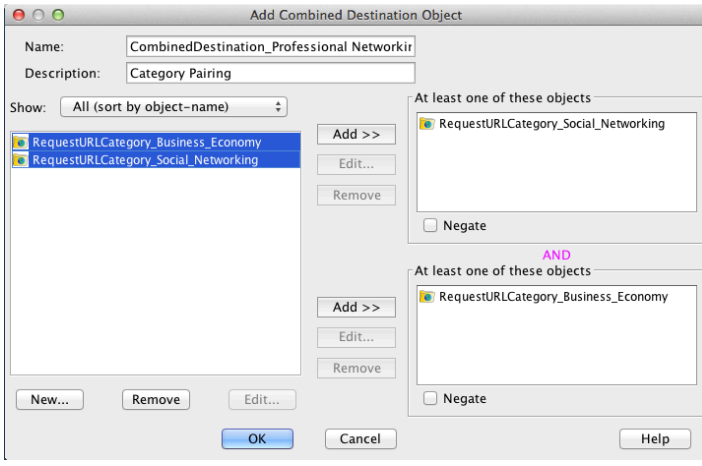 Add Combined Destination Object
Name:
CombinedDestination_Professional Networkin
Description:
Category Pairing
Show:
All (sort by object-name)
RequestURLCategory_Business_Economy
RequestURLCategory_Social_Networking
Add >>
Edit...
Remove
At least one of these objects
RequestURLCategory_Social_Networking
Negate
AND
At least one of these objects
RequestURLCategory_Business_Economy
Add >>
Edit...
Remove
Negate
New...
Remove
Edit...
OK
Cancel
Help